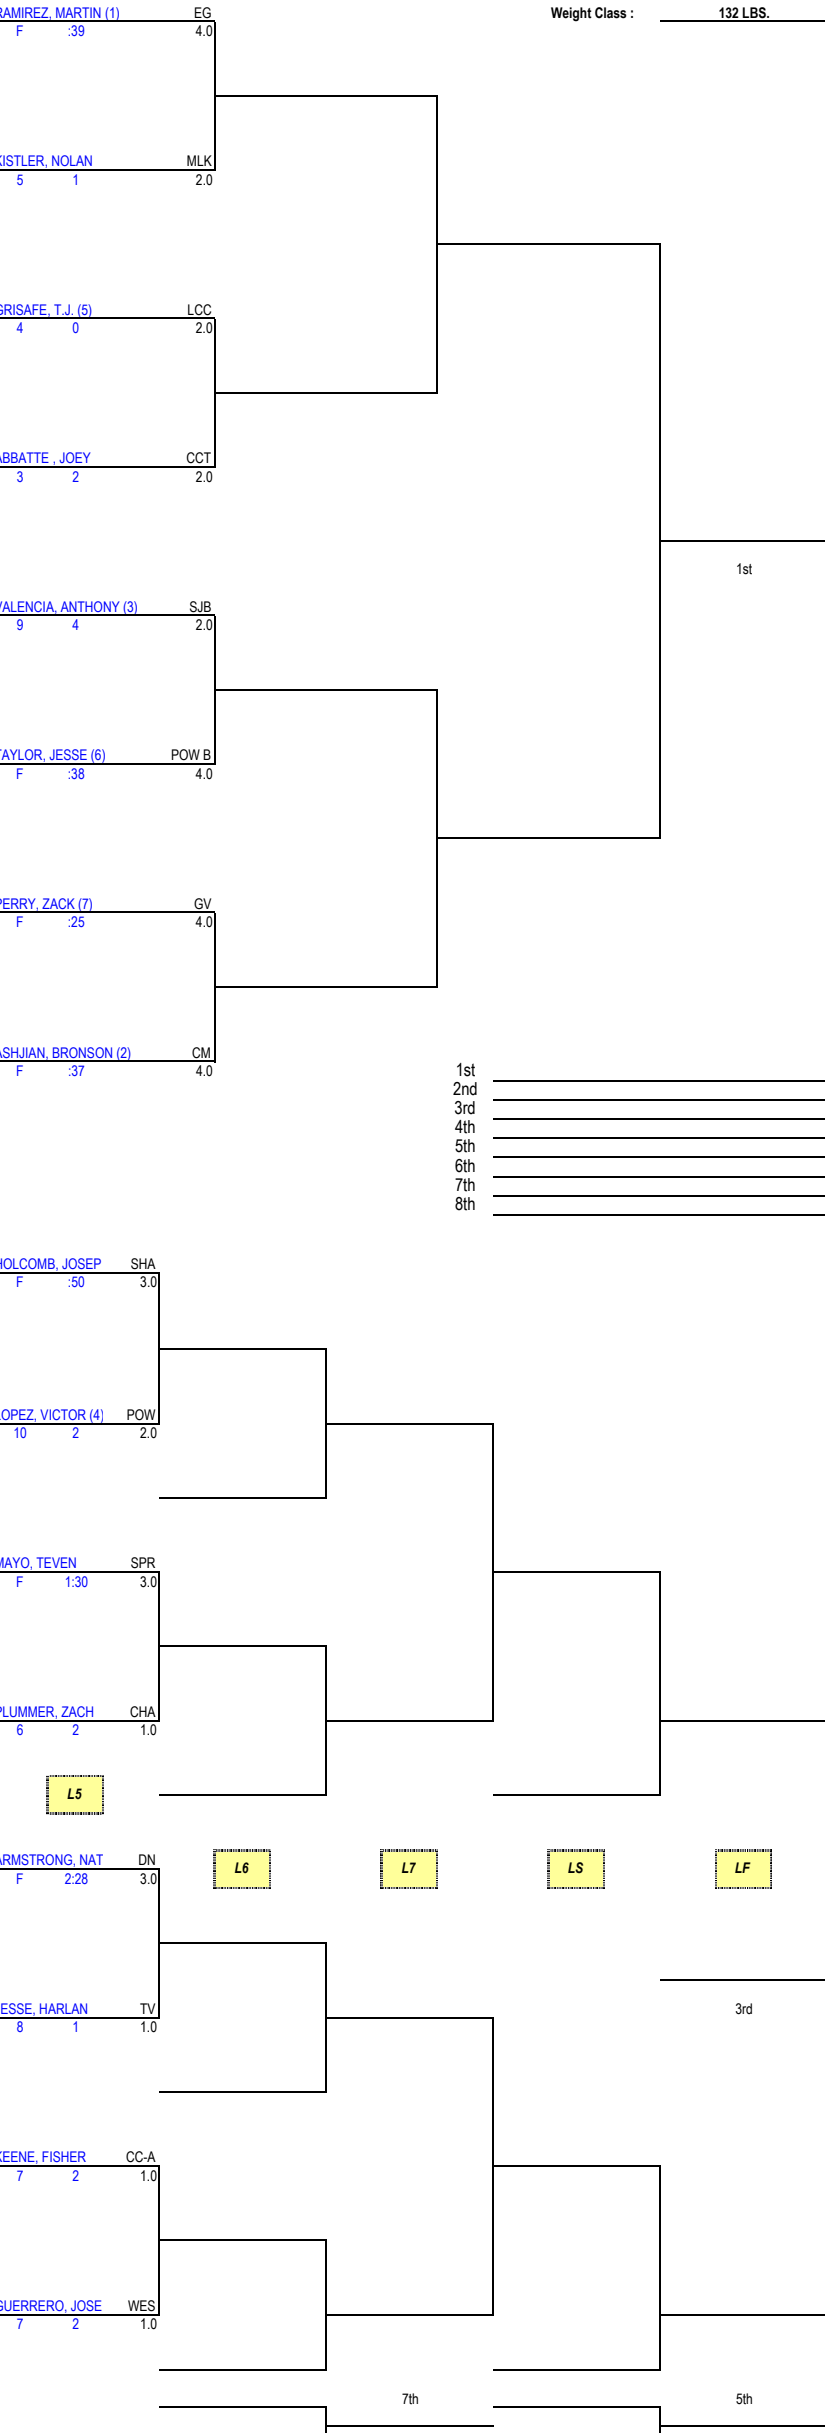 RAMIREZ, MARTIN (1) EG Weight Class : 132 LBS.
F :39 4.0
KISTLER, NOLAN MLK
5 1 2.0
GRISAFE, T.J. (5) LCC
4 0 2.0
ABBATTE , JOEY CCT
3 2 2.0
1st
VALENCIA, ANTHONY (3) SJB
9 4 2.0
TAYLOR, JESSE (6) POW B
F :38 4.0
PERRY, ZACK (7) GV
F :25 4.0
ASHJIAN, BRONSON (2) CM
F :37 4.0
1st
2nd
3rd
4th
5th
6th
7th
8th
HOLCOMB, JOSEP SHA
F :50 3.0
LOPEZ, VICTOR (4) POW
10 2 2.0
MAYO, TEVEN SPR
F 1:30 3.0
PLUMMER, ZACH CHA
6 2 1.0
L5
ARMSTRONG, NAT DN
F 2:28 3.0
L6 L7 LS LF
ESSE, HARLAN TV
8 1 1.0
3rd
KEENE, FISHER CC-A
7 2 1.0
GUERRERO, JOSE WES
7 2 1.0
7th 5th